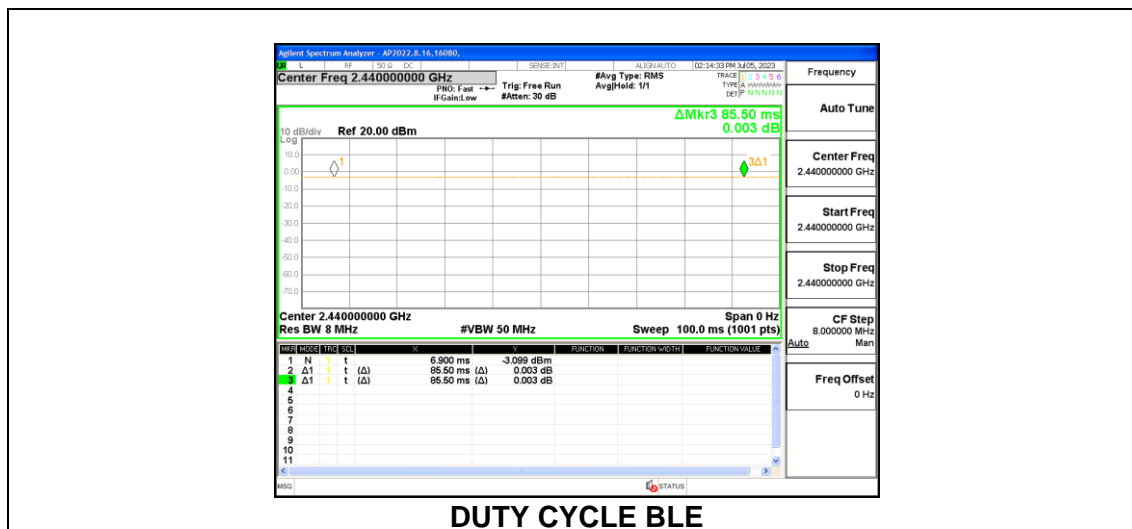 Agilent Spectrum Analyzer - AP2022.8.16,16080,
L RF 50 Ω DC SENSE:INT ALIGNAUTO 02:14:33 PM Jul 05, 2023
Center Freq 2.440000000 GHz
PNO: Fast
IFGain:Low
Trig: Free Run
#Atten: 30 dB
#Avg Type: RMS
Avg|Hold: 1/1
TRACE 1 2 3 4 5 6
TYPE A WWWWW
DET P N N N N N
ΔMkr3 85.50 ms
0.003 dB
10 dB/div Ref 20.00 dBm
Log
10.0
0.00
-10.0
-20.0
-30.0
-40.0
-50.0
-60.0
-70.0
1
3Δ1
Center 2.440000000 GHz Span 0 Hz
Res BW 8 MHz #VBW 50 MHz Sweep 100.0 ms (1001 pts)
MKR MODE TRC SCL X Y FUNCTION FUNCTION WIDTH FUNCTION VALUE
1 N 1 t 6.900 ms -3.099 dBm
2 Δ1 1 t (Δ) 85.50 ms (Δ) 0.003 dB
3 Δ1 1 t (Δ) 85.50 ms (Δ) 0.003 dB
4
5
6
7
8
9
10
11
MSG STATUS
Frequency
Auto Tune
Center Freq
2.440000000 GHz
Start Freq
2.440000000 GHz
Stop Freq
2.440000000 GHz
CF Step
8.000000 MHz
Auto Man
Freq Offset
0 Hz
DUTY CYCLE BLE